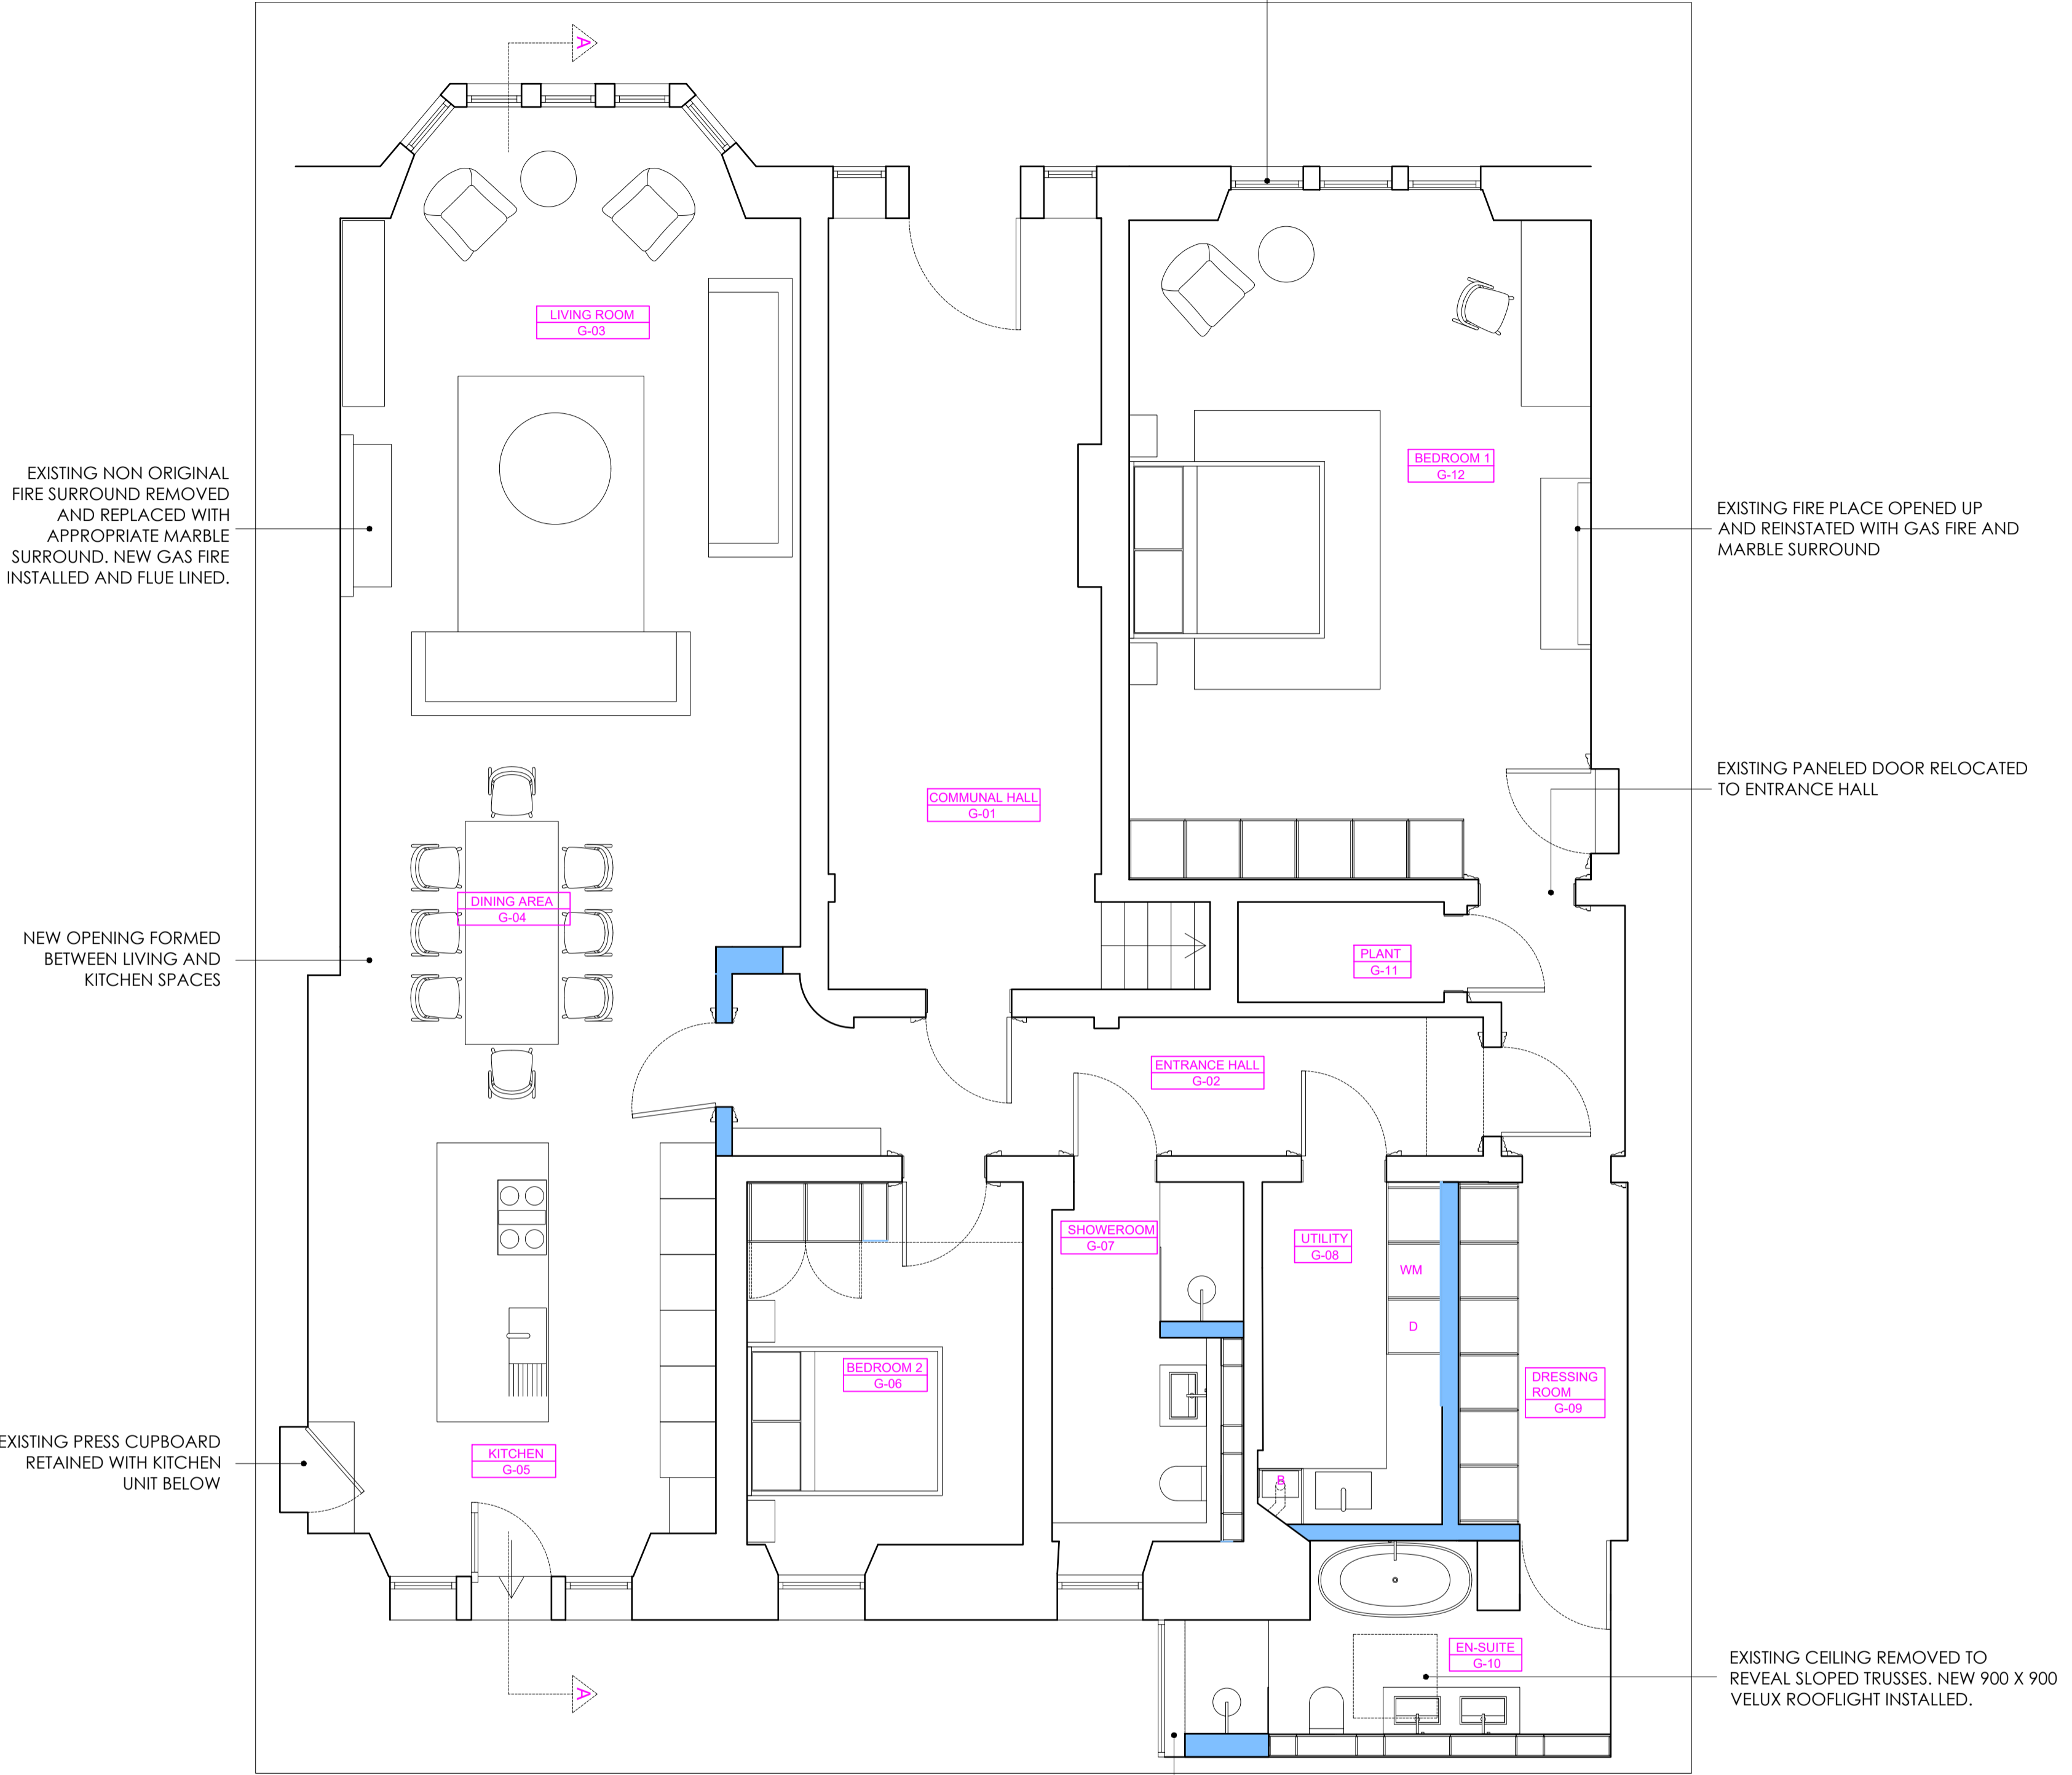 A
LIVING ROOM
G-03
EXISTING NON ORIGINAL
FIRE SURROUND REMOVED
AND REPLACED WITH
APPROPRIATE MARBLE
SURROUND. NEW GAS FIRE
INSTALLED AND FLUE LINED.
BEDROOM 1
G-12
EXISTING FIRE PLACE OPENED UP
AND REINSTATED WITH GAS FIRE AND
MARBLE SURROUND
EXISTING PANELED DOOR RELOCATED
TO ENTRANCE HALL
COMMUNAL HALL
G-01
DINING AREA
G-04
NEW OPENING FORMED
BETWEEN LIVING AND
KITCHEN SPACES
PLANT
G-11
ENTRANCE HALL
G-02
SHOWEROOM
G-07
UTILITY
G-08
WM
D
BEDROOM 2
G-06
DRESSING
ROOM
G-09
EXISTING PRESS CUPBOARD
RETAINED WITH KITCHEN
UNIT BELOW
KITCHEN
G-05
B
EN-SUITE
G-10
EXISTING CEILING REMOVED TO
REVEAL SLOPED TRUSSES. NEW 900 X 900
VELUX ROOFLIGHT INSTALLED.
A